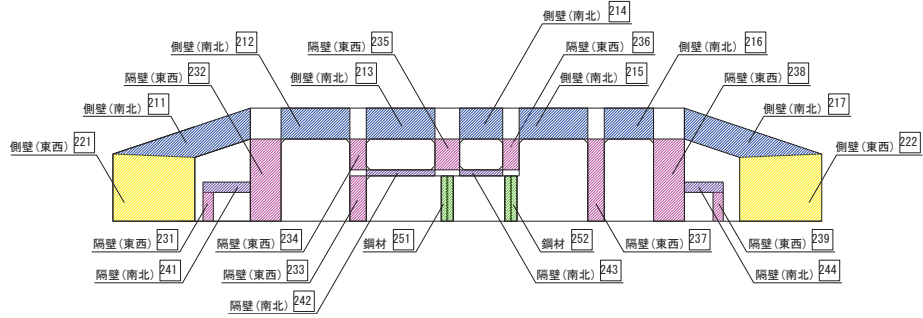 側壁(南北) 214
側壁(南北) 212
隔壁(東西) 235
隔壁(東西) 236
側壁(南北) 216
隔壁(東西) 232
側壁(南北) 213
側壁(南北) 215
隔壁(東西) 238
側壁(南北) 211
側壁(南北) 217
側壁(東西) 221
側壁(東西) 222
隔壁(東西) 231
隔壁(東西) 234
鋼材 251
鋼材 252
隔壁(東西) 237
隔壁(東西) 239
隔壁(南北) 241
隔壁(東西) 233
隔壁(南北) 243
隔壁(南北) 244
隔壁(南北) 242